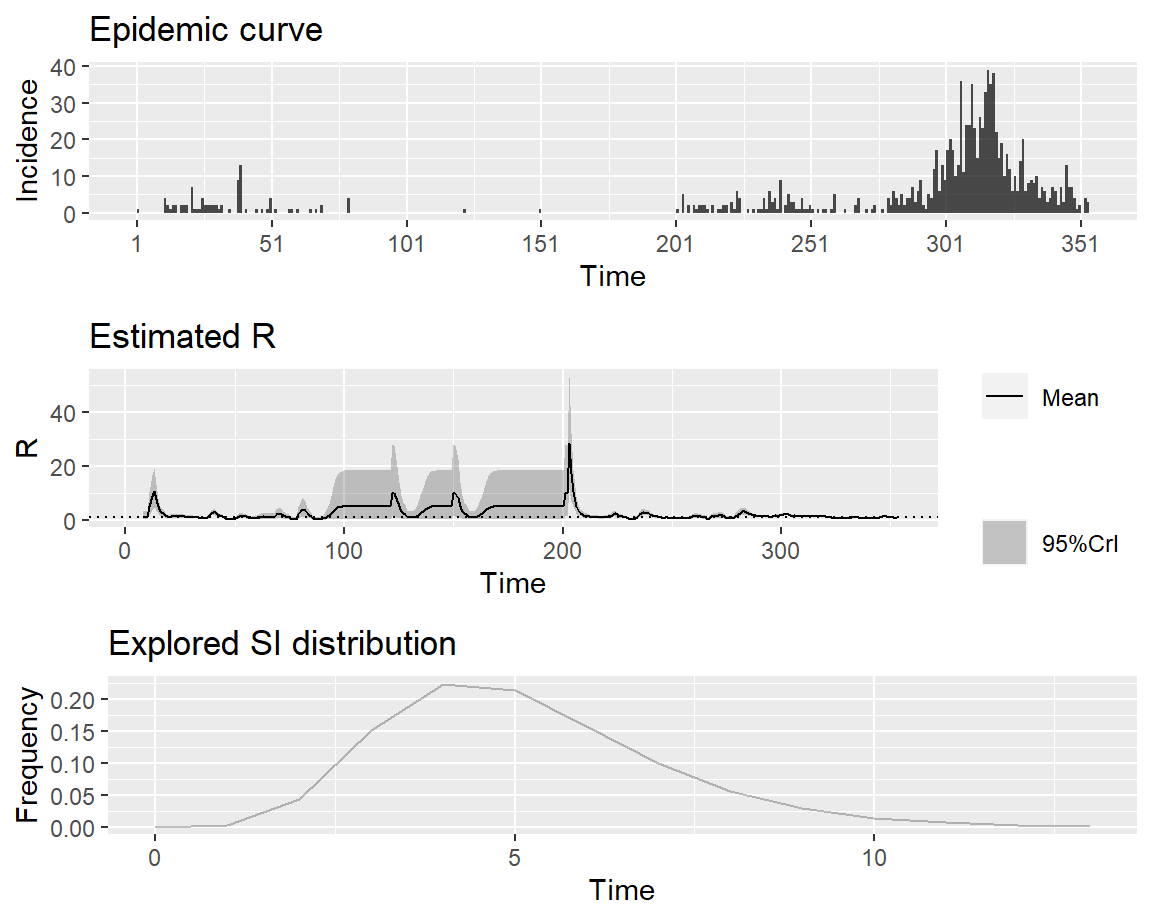 Epidemic curve
Incidence
40
30
20
10
0
1 51 101 151 201 251 301 351
Time
Estimated R
R
40
20
0
0 100 200 300
Time
Mean
95%CrI
Explored SI distribution
Frequency
0.20
0.15
0.10
0.05
0.00
0 5 10
Time